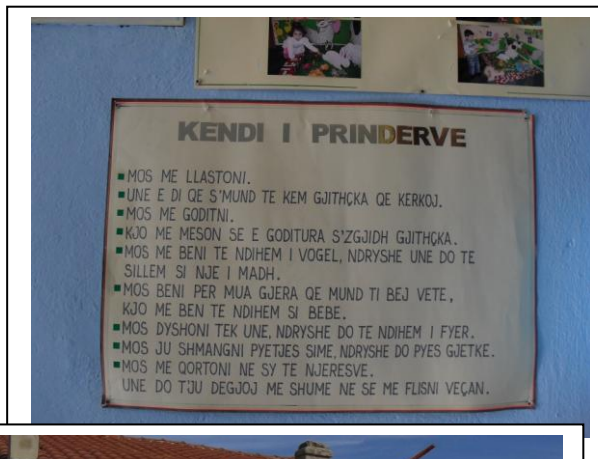 KENDI I PRINDERVE
▪MOS ME LLASTONI.
▪UNE E DI QE S'MUND TE KEM GJITHÇKA QE KERKOJ.
▪MOS ME GODITNI.
▪KJO ME MESON SE E GODITURA S'ZGJIDH GJITHÇKA.
▪MOS ME BENI TE NDIHEM I VOGEL, NDRYSHE UNE DO TE
SILLEM SI NJE I MADH.
▪MOS BENI PER MUA GJERA QE MUND TI BEJ VETE,
KJO ME BEN TE NDIHEM SI BEBE.
▪MOS DYSHONI TEK UNE, NDRYSHE DO TE NDIHEM I FYER.
▪MOS JU SHMANGNI PYETJES SIME, NDRYSHE DO PYES GJETKE.
▪MOS ME QORTONI NE SY TE NJERESVE.
UNE DO T'JU DEGJOJ ME SHUME NE SE ME FLISNI VEÇAN.